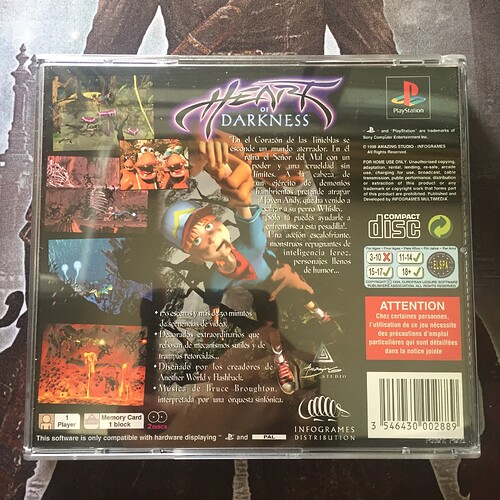 HEART
OF
DARKNESS
En el Corazón de las Tinieblas se
esconde un mundo aterrador. En él
reina el Señor del Mal con un
poder y una crueldad sin
límites, a la cabeza de
un ejército de demonios
hambrientos pretende atrapar
al joven Andy, que ha venido a
a su perro Whisky.
¡Sólo tú puedes ayudarle a
enfrentarse a esta pesadilla!.
Una acción escalofriante,
monstruos repugnantes de
inteligencia feroz,
personajes llenos
de humor...
escenas y más de 30 minutos
de secuencias de vídeo.
• Decorados extraordinarios que
rebosan de mecanismos sutiles y de
trampas retorcidas...
• Diseñado por los creadores de
Another World y Flashback.
• Musica de Bruce Broughton,
interpretada por una orquesta sinfónica.
PlayStation
and "PlayStation" are trademarks of
Sony Computer Entertainment Inc.
© 1998 AMAZING STUDIO - INFOGRAMES
All Rights Reserved
FOR HOME USE ONLY. Unauthorised copying,
adaptation, rental, lending, re-sale, arcade
use, charging for use, broadcast, cable
transmission, public performance, distribution
or extraction of this product or any
trademark or copyright work that forms part
of this product are prohibited. Published and
Developed by INFOGRAMES MULTIMEDIA
COMPACT
disc
3-10 11-14
15-17 18+
ELSPA
ATTENTION
Chez certaines personnes,
l'utilisation de ce jeu nécessite
des précautions d'emploi
particulières qui sont détaillées
dans la notice jointe
Amazing
STUDIO
INFOGRAMES
DISTRIBUTION
3 546430 002889
1
Player
Memory Card
1 block
2 discs
This software is only compatible with hardware displaying and PAL